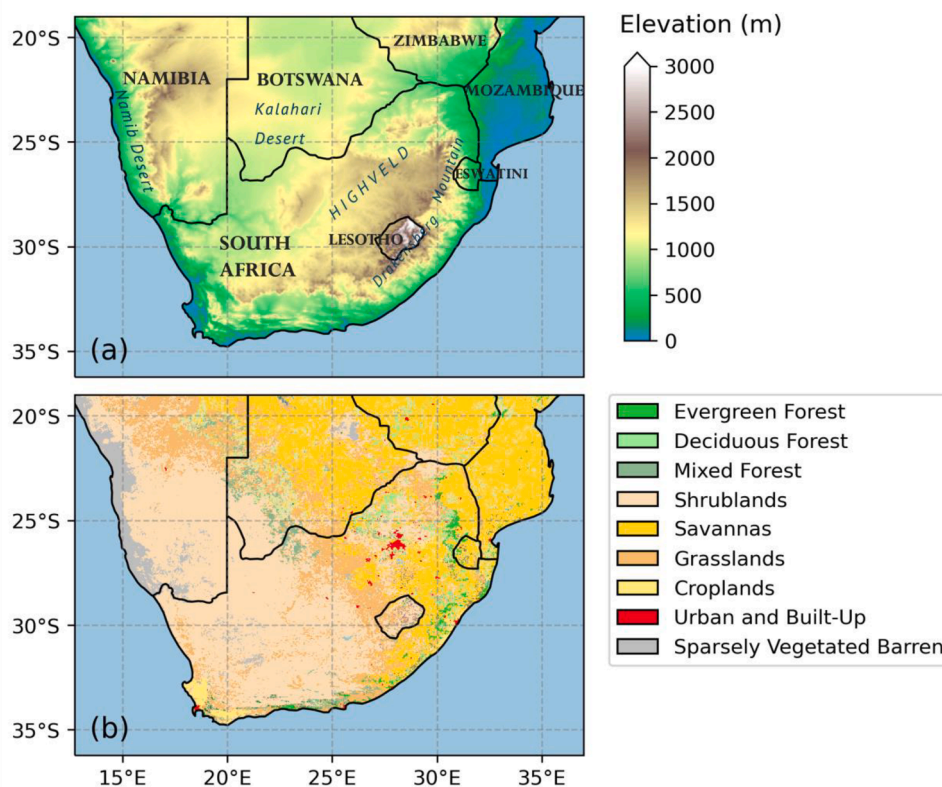 Elevation (m)
20°S
25°S
30°S
35°S
ZIMBABWE
NAMIBIA
BOTSWANA
MOZAMBIQUE
Kalahari
Desert
Namib Desert
HIGHVELD
ESWATINI
Drakensberg Mountain
SOUTH
AFRICA
LESOTHO
(a)
3000
2500
2000
1500
1000
500
0
20°S
25°S
30°S
35°S
(b)
15°E
20°E
25°E
30°E
35°E
Evergreen Forest
Deciduous Forest
Mixed Forest
Shrublands
Savannas
Grasslands
Croplands
Urban and Built-Up
Sparsely Vegetated Barren